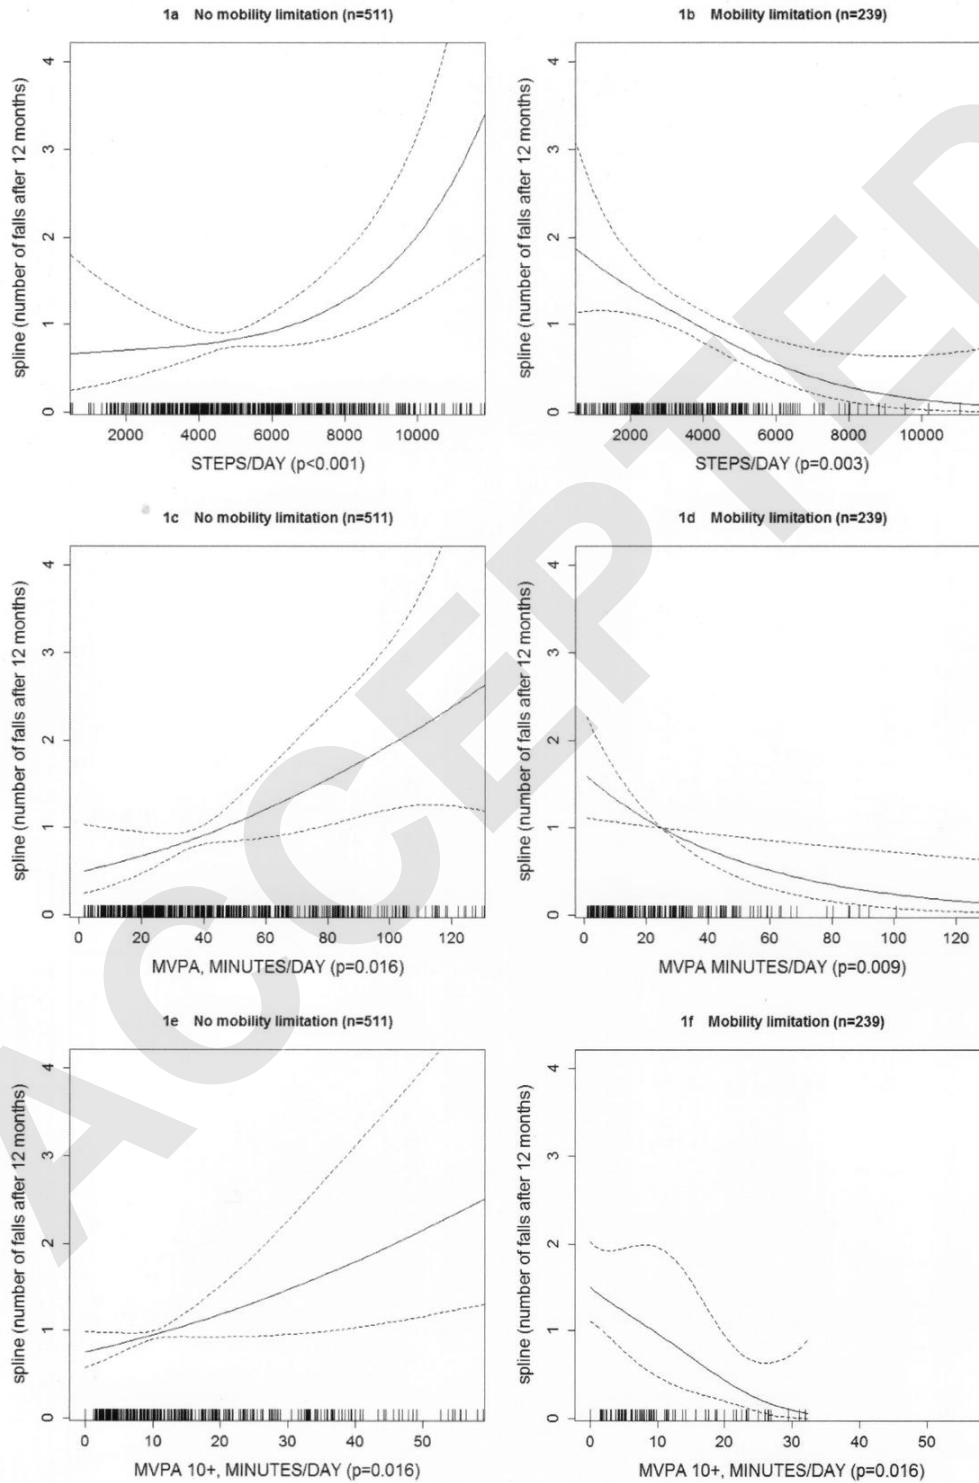 1a No mobility limitation (n=511)
spline (number of falls after 12 months)
4
3
2
1
0
2000 4000 6000 8000 10000
STEPS/DAY (p<0.001)
1b Mobility limitation (n=239)
spline (number of falls after 12 months)
4
3
2
1
0
2000 4000 6000 8000 10000
STEPS/DAY (p=0.003)
1c No mobility limitation (n=511)
spline (number of falls after 12 months)
4
3
2
1
0
0 20 40 60 80 100 120
MVPA, MINUTES/DAY (p=0.016)
1d Mobility limitation (n=239)
spline (number of falls after 12 months)
4
3
2
1
0
0 20 40 60 80 100 120
MVPA MINUTES/DAY (p=0.009)
1e No mobility limitation (n=511)
spline (number of falls after 12 months)
4
3
2
1
0
0 10 20 30 40 50
MVPA 10+, MINUTES/DAY (p=0.016)
1f Mobility limitation (n=239)
spline (number of falls after 12 months)
4
3
2
1
0
0 10 20 30 40 50
MVPA 10+, MINUTES/DAY (p=0.016)
ACCEPTED